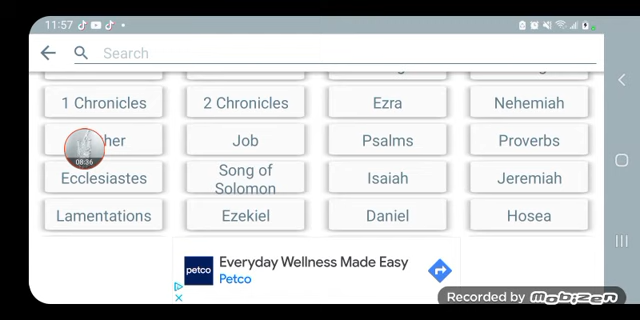 11:57
Search
1 Chronicles 2 Chronicles Ezra Nehemiah
her Job Psalms Proverbs
Ecclesiastes Song of Solomon Isaiah Jeremiah
Lamentations Ezekiel Daniel Hosea
08:36
petco
Everyday Wellness Made Easy
Petco
Recorded by Mobizen